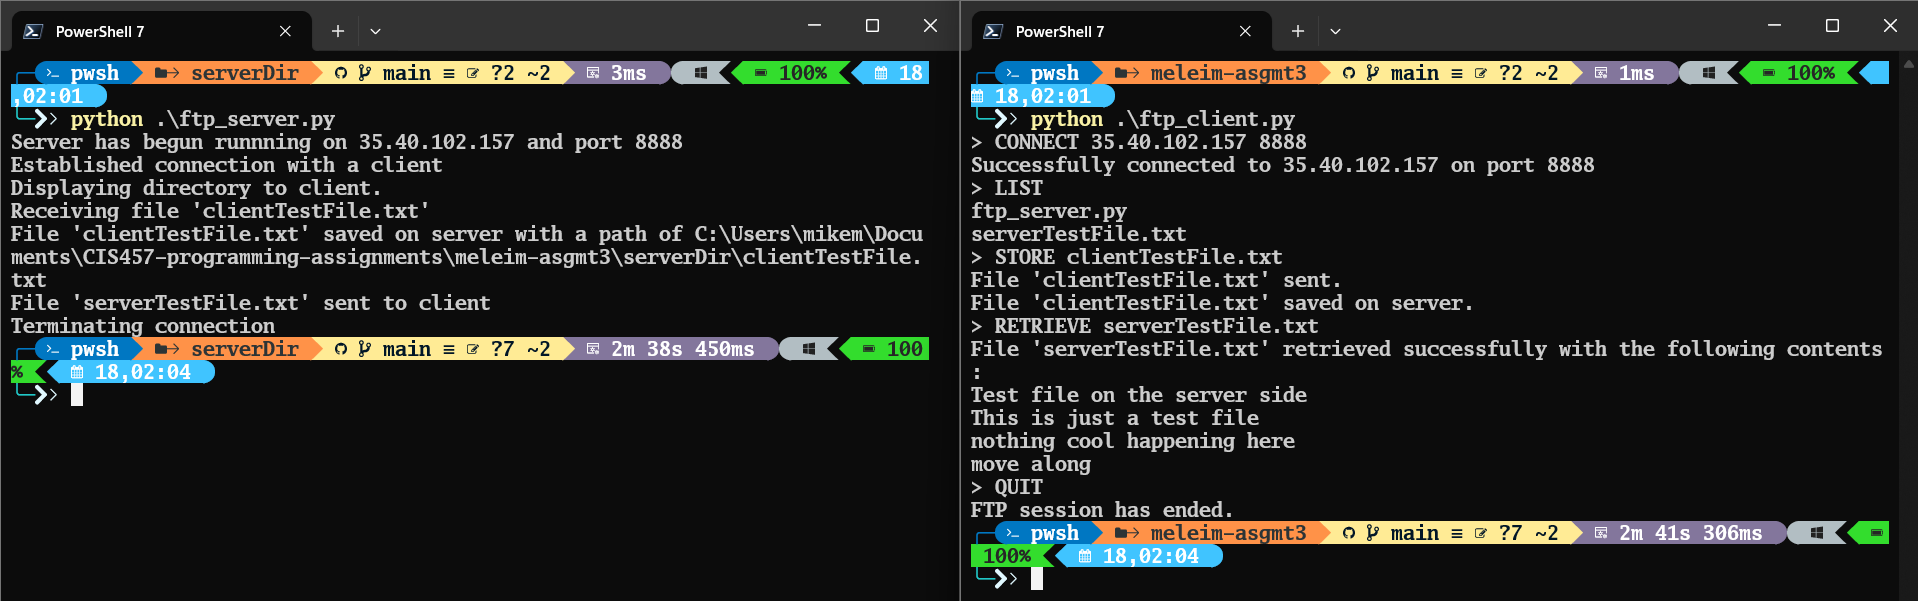 PowerShell 7
pwsh serverDir main ≡ ?2 ~2 3ms 100% 18
,02:01
python .\ftp_server.py
Server has begun runnning on 35.40.102.157 and port 8888
Established connection with a client
Displaying directory to client.
Receiving file 'clientTestFile.txt'
File 'clientTestFile.txt' saved on server with a path of C:\Users\mikem\Docu
ments\CIS457-programming-assignments\meleim-asgmt3\serverDir\clientTestFile.
txt
File 'serverTestFile.txt' sent to client
Terminating connection
pwsh serverDir main ≡ ?7 ~2 2m 38s 450ms 100
% 18,02:04
PowerShell 7
pwsh meleim-asgmt3 main ≡ ?2 ~2 1ms 100%
18,02:01
python .\ftp_client.py
> CONNECT 35.40.102.157 8888
Successfully connected to 35.40.102.157 on port 8888
> LIST
ftp_server.py
serverTestFile.txt
> STORE clientTestFile.txt
File 'clientTestFile.txt' sent.
File 'clientTestFile.txt' saved on server.
> RETRIEVE serverTestFile.txt
File 'serverTestFile.txt' retrieved successfully with the following contents
:
Test file on the server side
This is just a test file
nothing cool happening here
move along
> QUIT
FTP session has ended.
pwsh meleim-asgmt3 main ≡ ?7 ~2 2m 41s 306ms
100% 18,02:04